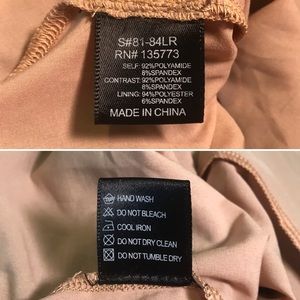 S#81-84LR
RN# 135773
SELF: 92%POLYAMIDE
8%SPANDEX
CONTRAST: 92%POLYAMIDE
8%SPANDEX
LINING: 94%POLYESTER
6%SPANDEX
MADE IN CHINA
HAND WASH
DO NOT BLEACH
COOL IRON
DO NOT DRY CLEAN
DO NOT TUMBLE DRY